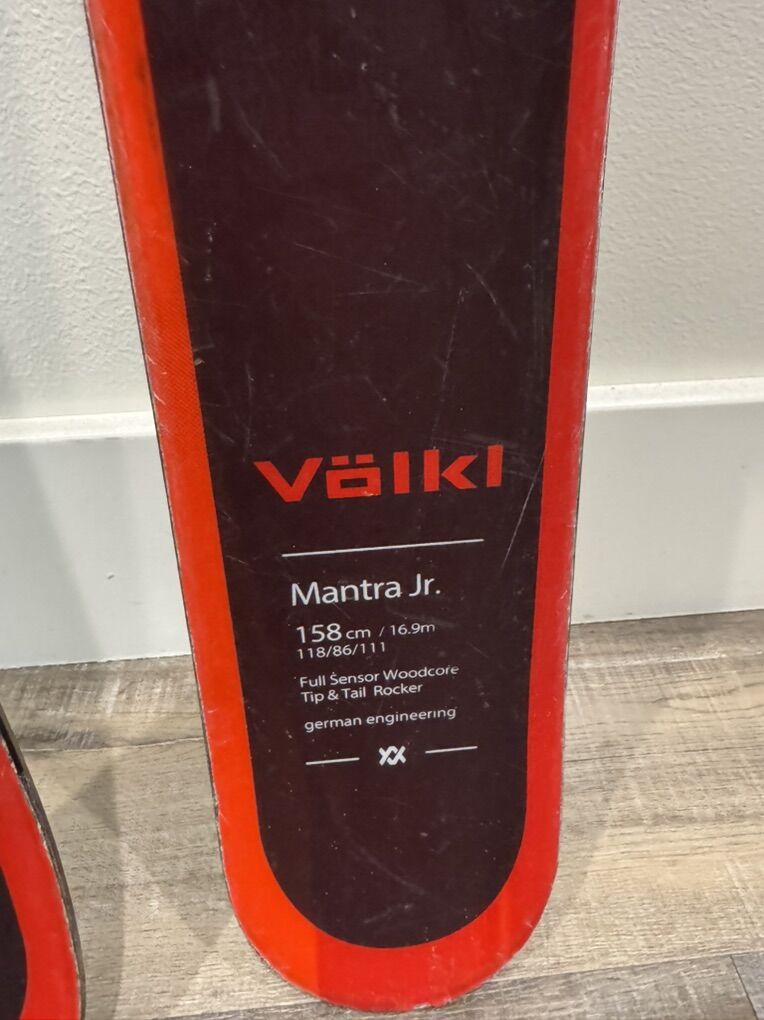 Völkl
Mantra Jr.
158 cm / 16.9m
118/86/111
Full Sensor Woodcore
Tip & Tail Rocker
german engineering